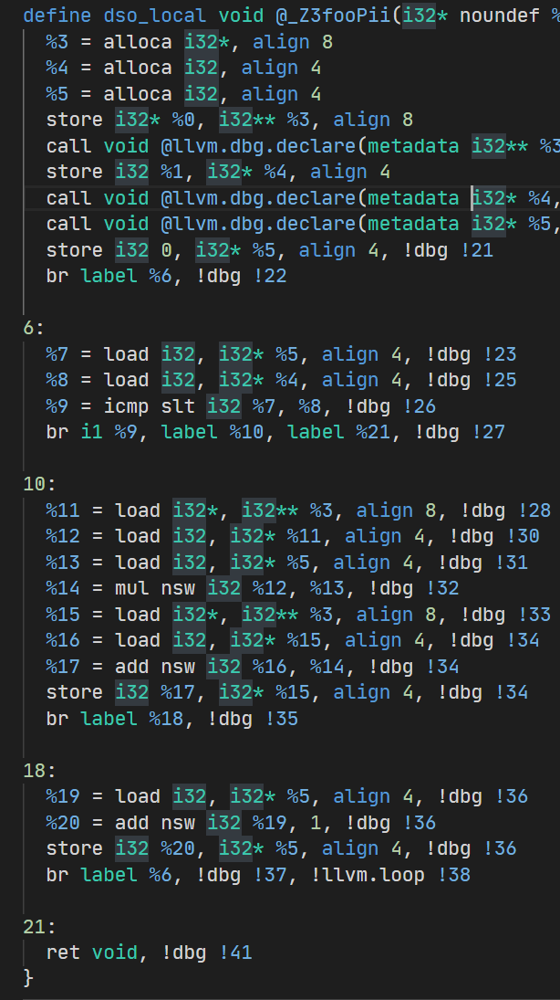 define dso_local void @_Z3fooPii(i32* noundef %
%3 = alloca i32*, align 8
%4 = alloca i32, align 4
%5 = alloca i32, align 4
store i32* %0, i32** %3, align 8
call void @llvm.dbg.declare(metadata i32** %3
store i32 %1, i32* %4, align 4
call void @llvm.dbg.declare(metadata i32* %4,
call void @llvm.dbg.declare(metadata i32* %5,
store i32 0, i32* %5, align 4, !dbg !21
br label %6, !dbg !22
6:
%7 = load i32, i32* %5, align 4, !dbg !23
%8 = load i32, i32* %4, align 4, !dbg !25
%9 = icmp slt i32 %7, %8, !dbg !26
br i1 %9, label %10, label %21, !dbg !27
10:
%11 = load i32*, i32** %3, align 8, !dbg !28
%12 = load i32, i32* %11, align 4, !dbg !30
%13 = load i32, i32* %5, align 4, !dbg !31
%14 = mul nsw i32 %12, %13, !dbg !32
%15 = load i32*, i32** %3, align 8, !dbg !33
%16 = load i32, i32* %15, align 4, !dbg !34
%17 = add nsw i32 %16, %14, !dbg !34
store i32 %17, i32* %15, align 4, !dbg !34
br label %18, !dbg !35
18:
%19 = load i32, i32* %5, align 4, !dbg !36
%20 = add nsw i32 %19, 1, !dbg !36
store i32 %20, i32* %5, align 4, !dbg !36
br label %6, !dbg !37, !llvm.loop !38
21:
ret void, !dbg !41
}